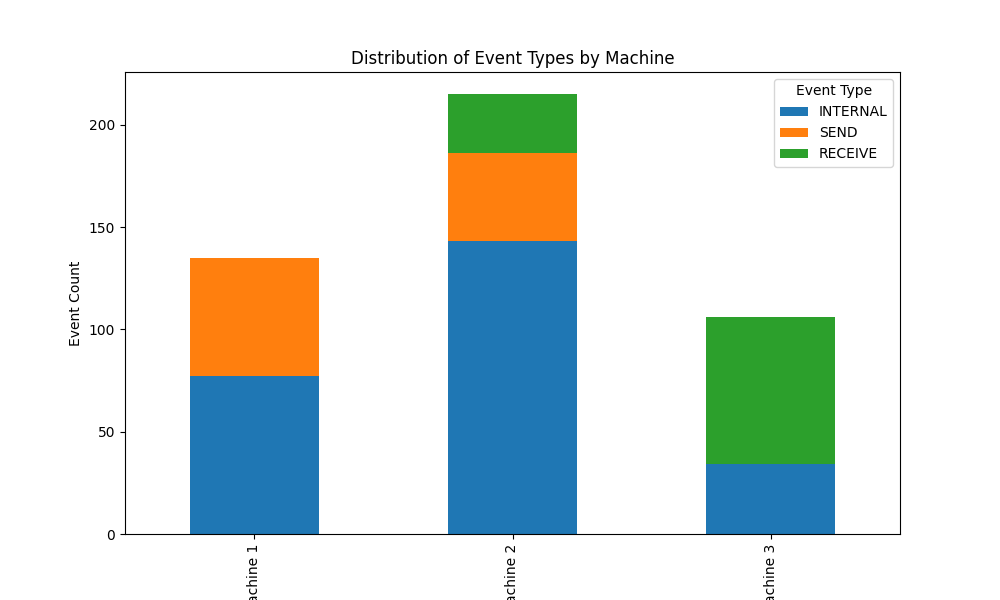 Distribution of Event Types by Machine
Event Type
INTERNAL
SEND
RECEIVE
Event Count
200
150
100
50
0
achine 1
achine 2
achine 3